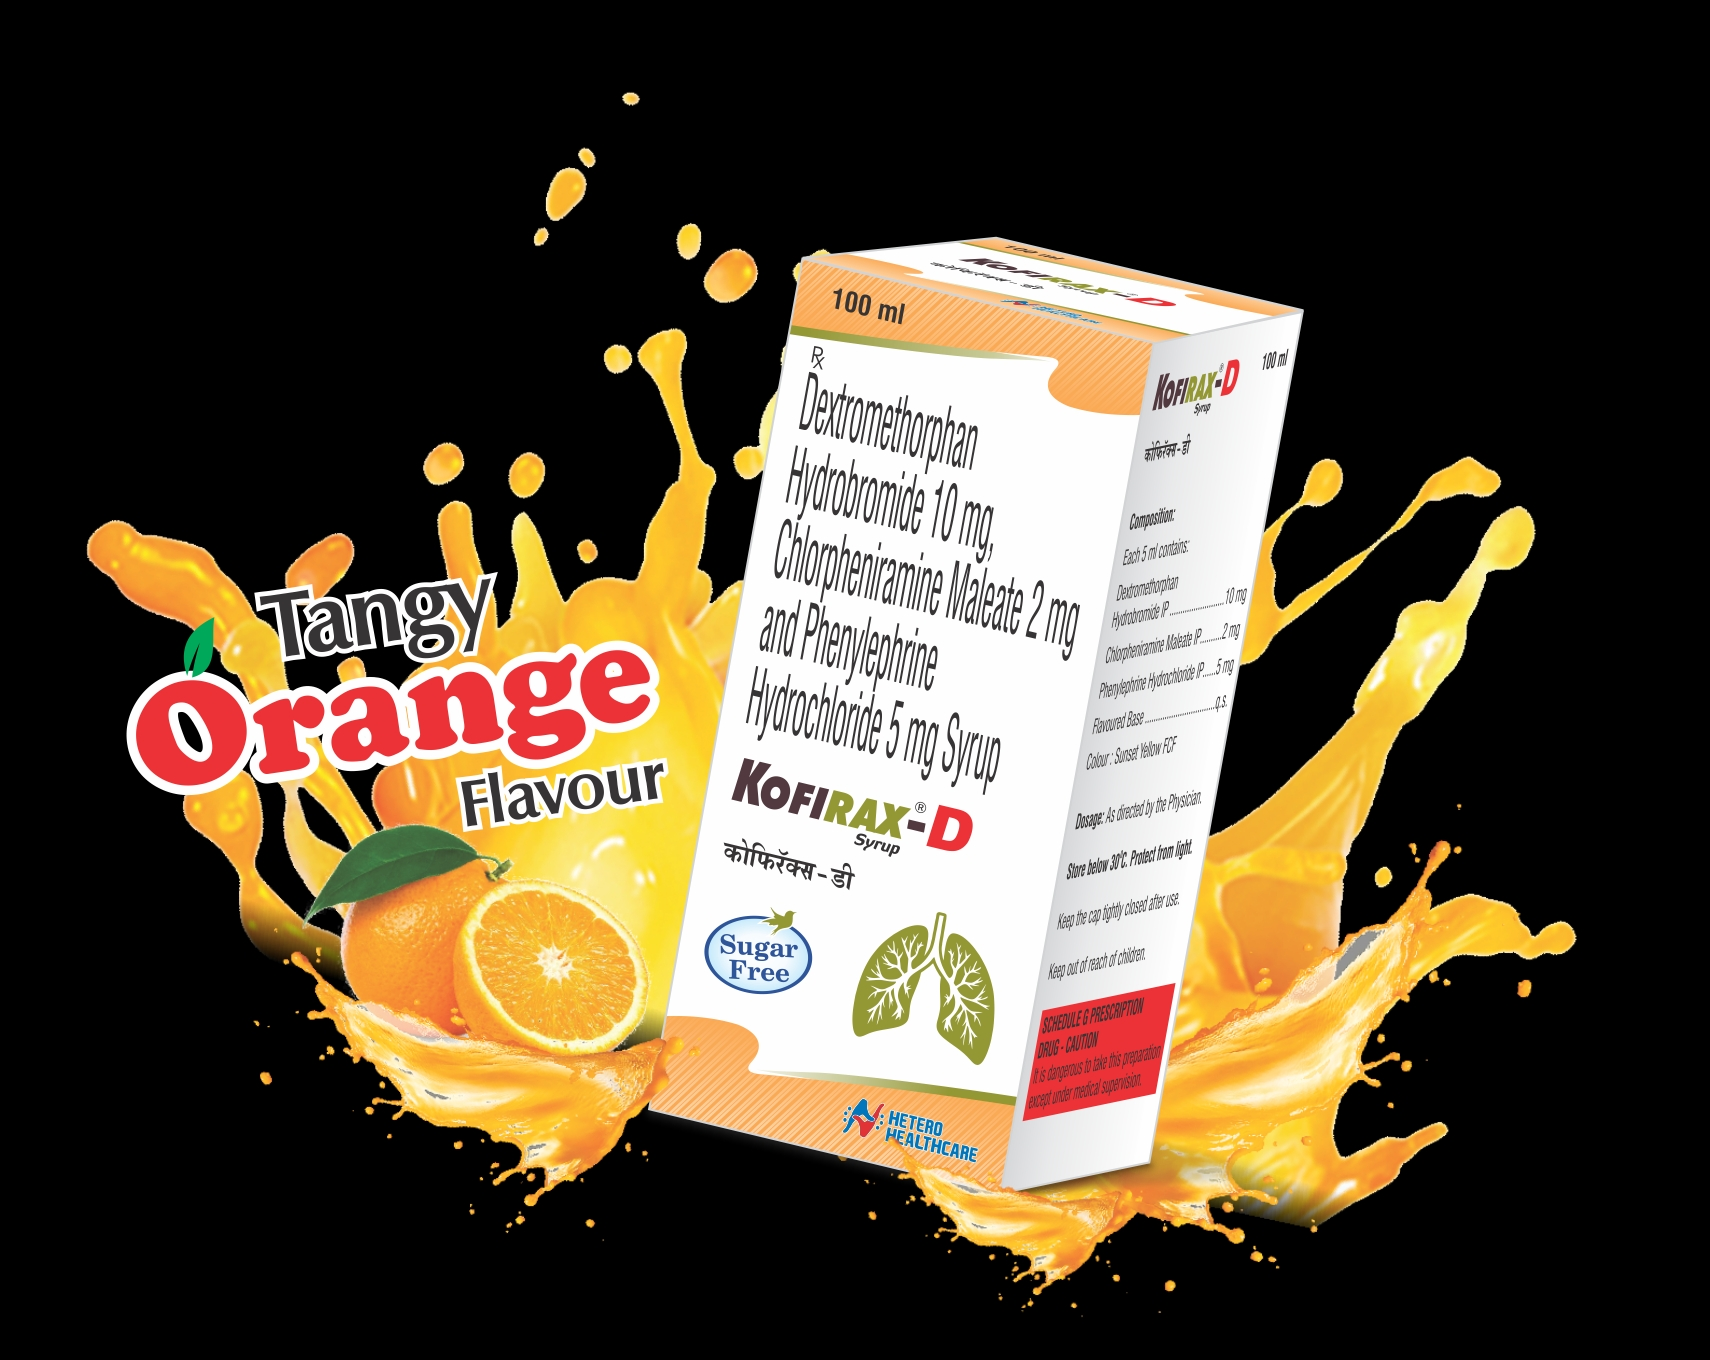 Tangy
Orange
Flavour
100 ml
KOFIRAX-D
Syrup
कोफिरॅक्स - डी
HETERO
HEALTHCARE
100 ml
Rx
Dextromethorphan
Hydrobromide 10 mg,
Chlorpheniramine Maleate 2 mg
and Phenylephrine
Hydrochloride 5 mg Syrup
KOFIRAX®-D
Syrup
कोफिरॅक्स - डी
Sugar
Free
HETERO
HEALTHCARE
KOFIRAX®-D
Syrup
100 ml
कोफिरॅक्स - डी
Composition:
Each 5 ml contains:
Dextromethorphan
Hydrobromide IP ........................10 mg
Chlorpheniramine Maleate IP.........2 mg
Phenylephrine Hydrochloride IP.....5 mg
Flavoured Base ..............................q.s.
Colour : Sunset Yellow FCF
Dosage: As directed by the Physician.
Store below 30°C. Protect from light.
Keep the cap tightly closed after use.
Keep out of reach of children.
SCHEDULE G PRESCRIPTION
DRUG - CAUTION
It is dangerous to take this preparation
except under medical supervision.